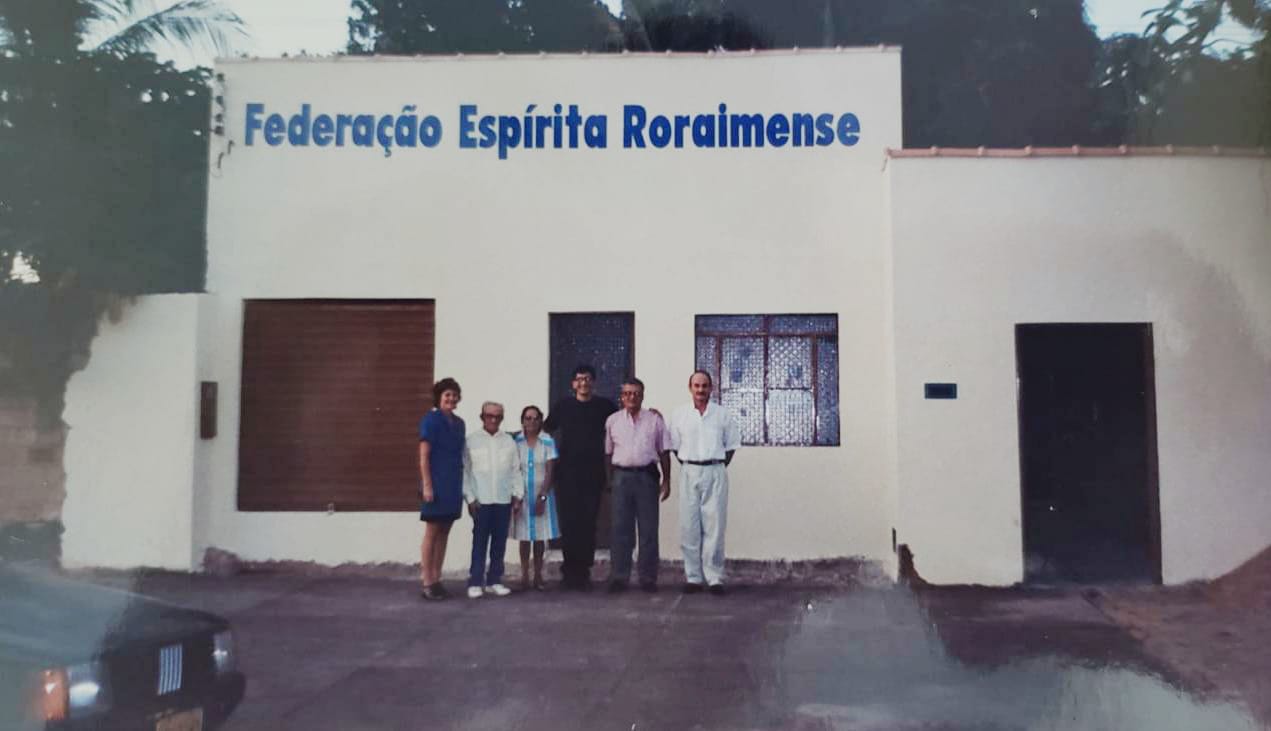 Federação Espírita Roraimense